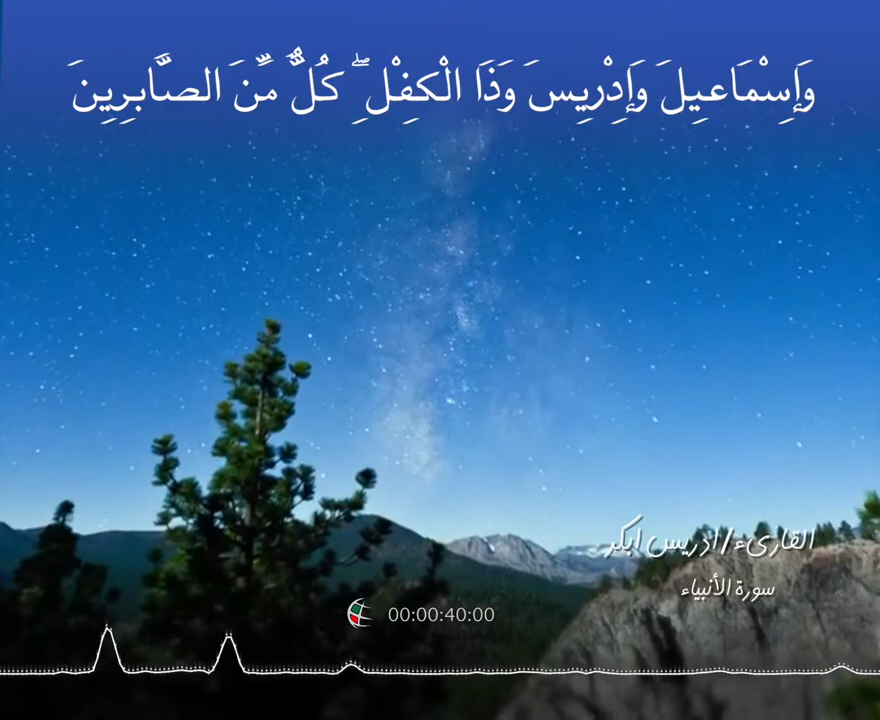 وَإِسْمَاعِيلَ وَإِدْرِيسَ وَذَا الْكِفْلِ ۖ كُلٌّ مِّنَ الصَّابِرِينَ
القارىء/ادريس ابكر
سورة الأنبياء
00:00:40:00